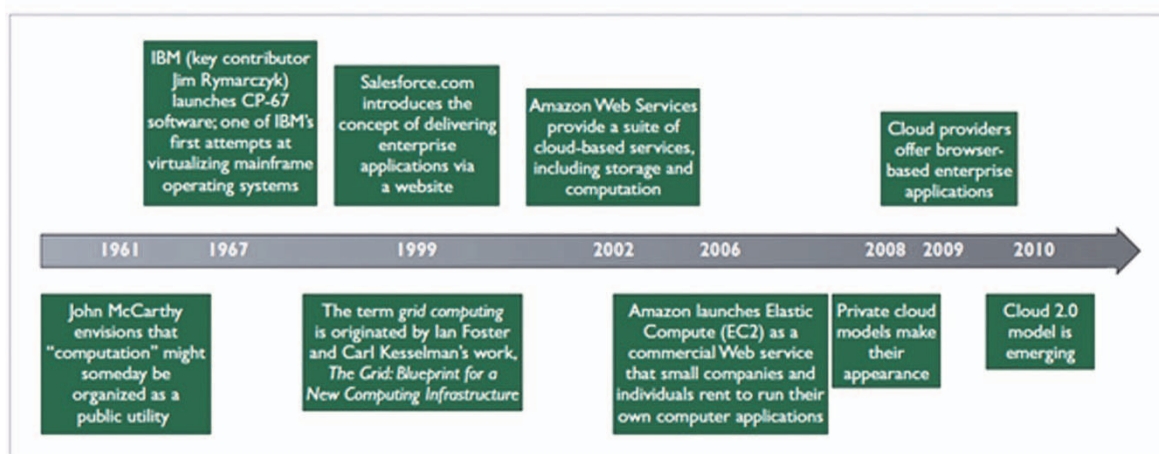 IBM (key contributor
Jim Rymarczyk)
launches CP-67
software; one of IBM's
first attempts at
virtualizing mainframe
operating systems
Salesforce.com
introduces the
concept of delivering
enterprise
applications via
a website
Amazon Web Services
provide a suite of
cloud-based services,
including storage and
computation
Cloud providers
offer browser-
based enterprise
applications
1961 1967 1999 2002 2006 2008 2009 2010
John McCarthy
envisions that
"computation" might
someday be
organized as a
public utility
The term grid computing
is originated by Ian Foster
and Carl Kesselman's work,
The Grid: Blueprint for a
New Computing Infrastructure
Amazon launches Elastic
Compute (EC2) as a
commercial Web service
that small companies and
individuals rent to run their
own computer applications
Private cloud
models make
their
appearance
Cloud 2.0
model is
emerging